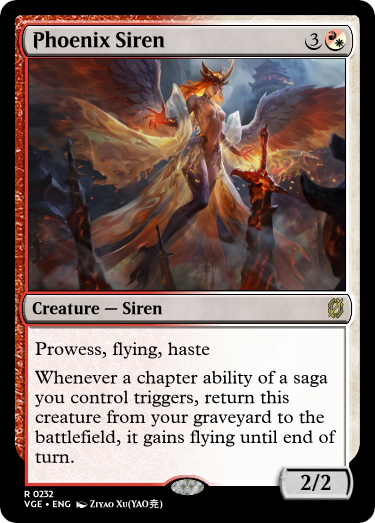 Phoenix Siren 3
Creature — Siren
Prowess, flying, haste
Whenever a chapter ability of a saga
you control triggers, return this
creature from your graveyard to the
battlefield, it gains flying until end of
turn.
2/2
R 0232
VGE • ENG Ziyao Xu(YAO尧)